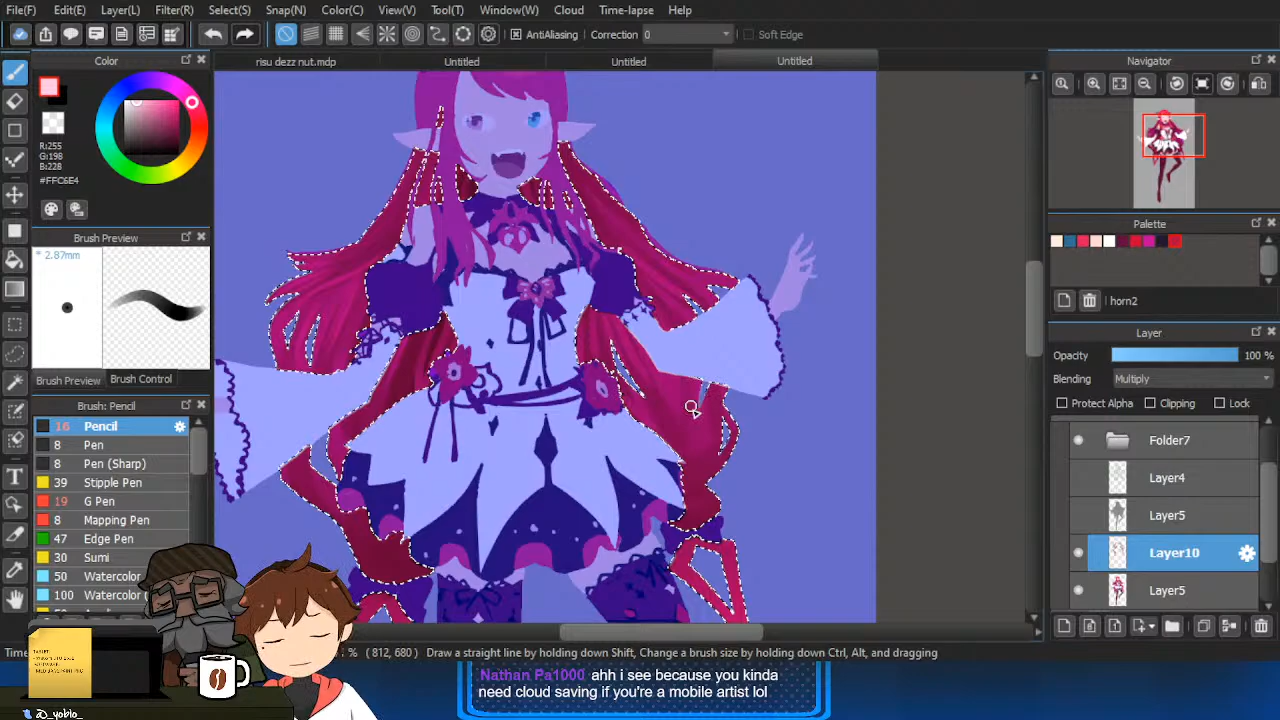 File(F) Edit(E) Layer(L) Filter(R) Select(S) Snap(N) Color(C) View(V) Tool(T) Window(W) Cloud Time-lapse Help
AntiAliasing Correction 0 Soft Edge
Color
risu dezz nut.mdp Untitled Untitled Untitled
Navigator
R:255
G:198
B:228
#FFC6E4
Brush Preview
* 2.87mm
Palette
horn2
Layer
Opacity 100 %
Blending Multiply
Protect Alpha Clipping Lock
Brush Preview Brush Control
Brush: Pencil
16 Pencil
8 Pen
8 Pen (Sharp)
39 Stipple Pen
19 G Pen
8 Mapping Pen
47 Edge Pen
30 Sumi
50 Watercolor
100 Watercolor (
Folder7
Layer4
Layer5
Layer10
Layer5
% (812, 680) Draw a straight line by holding down Shift, Change a brush size by holding down Ctrl, Alt, and dragging
Nathan Pa1000 ahh i see because you kinda
need cloud saving if you're a mobile artist lol